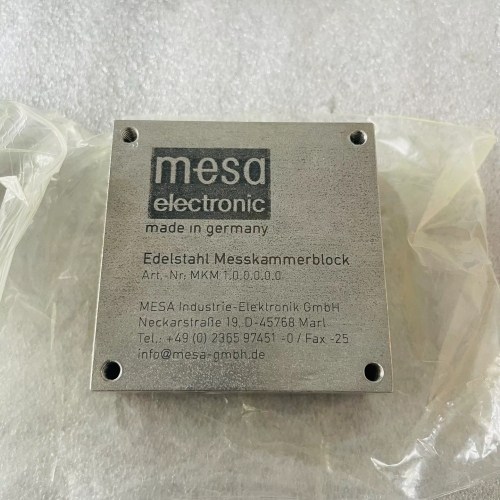 mesa
electronic
made in germany
Edelstahl Messkammerblock
Art.-Nr: MKM 1.0.0.0.0.0
MESA Industrie-Elektronik GmbH
Neckarstraße 19, D-45768 Marl
Tel.: +49 (0) 2365 97451 -0 / Fax -25
info@mesa-gmbh.de